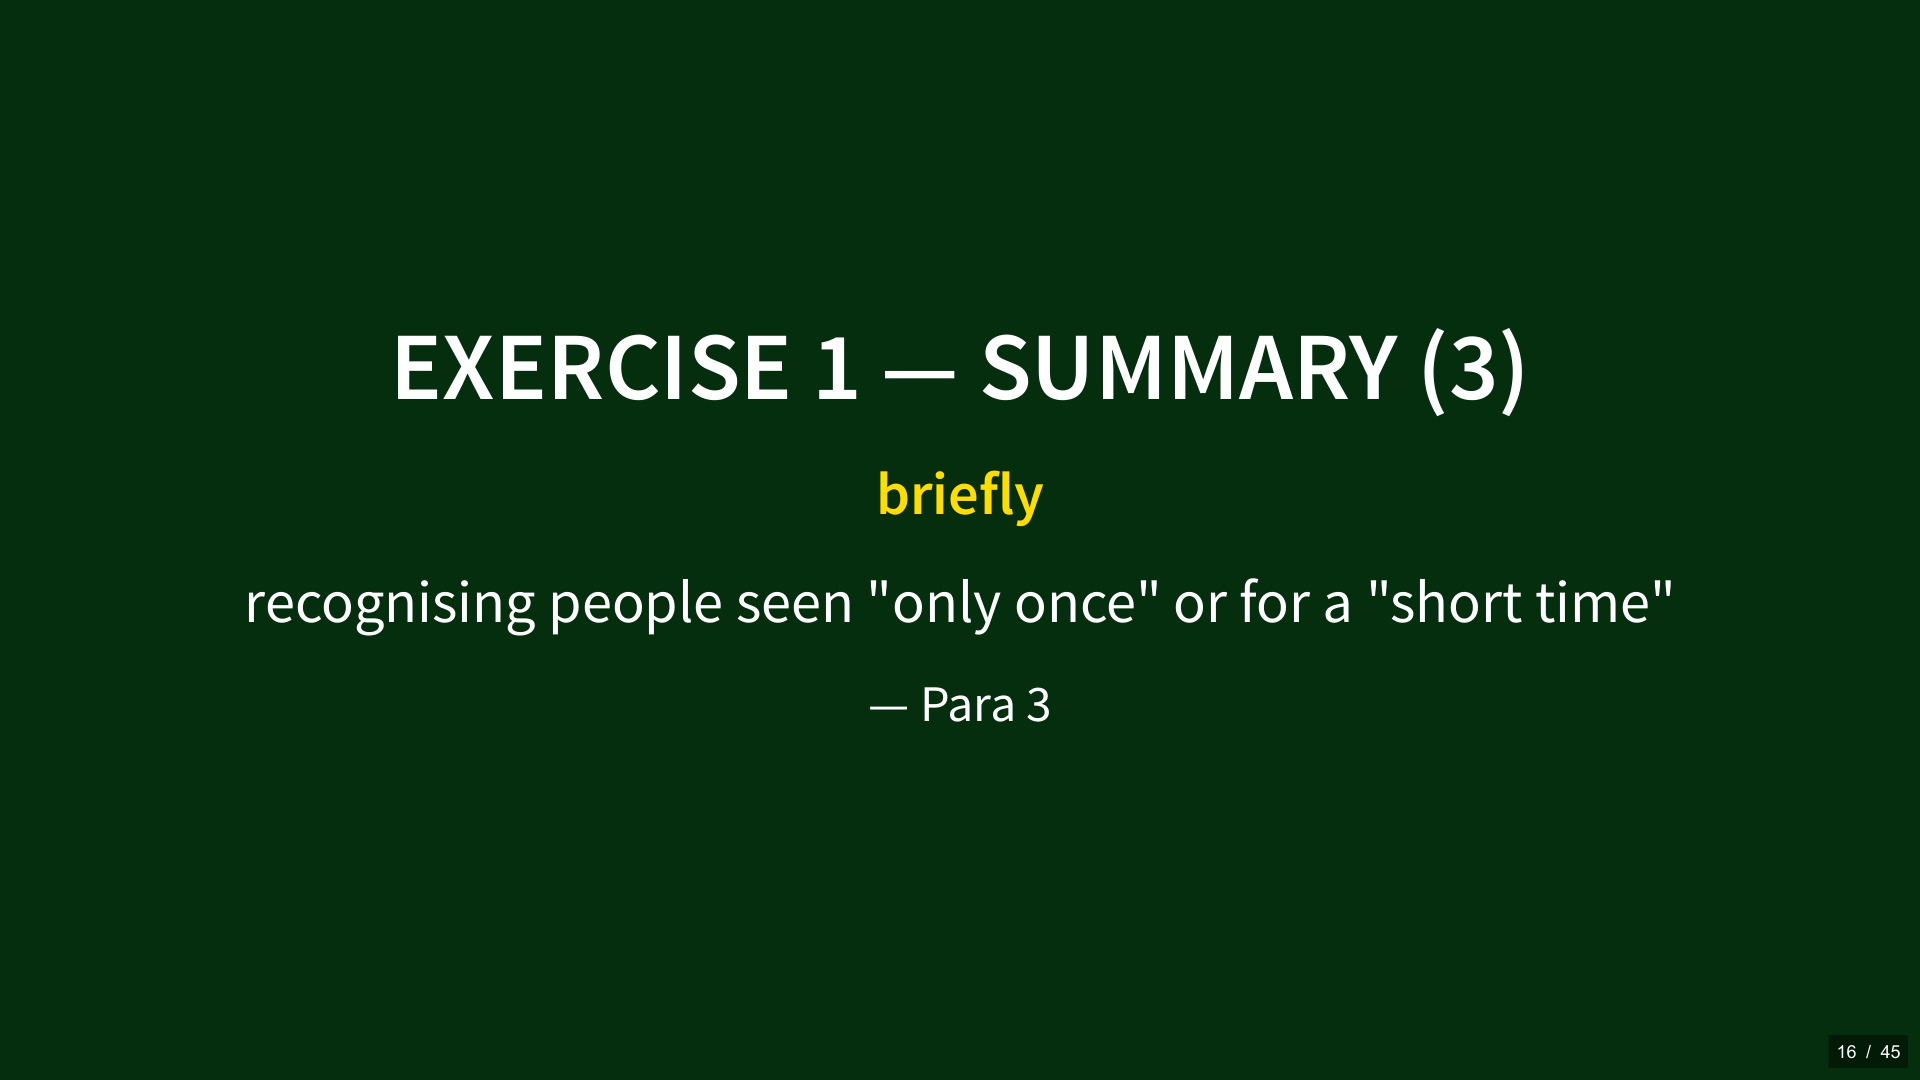 EXERCISE 1 — SUMMARY (3)
briefly
recognising people seen "only once" or for a "short time"
— Para 3
16 / 45